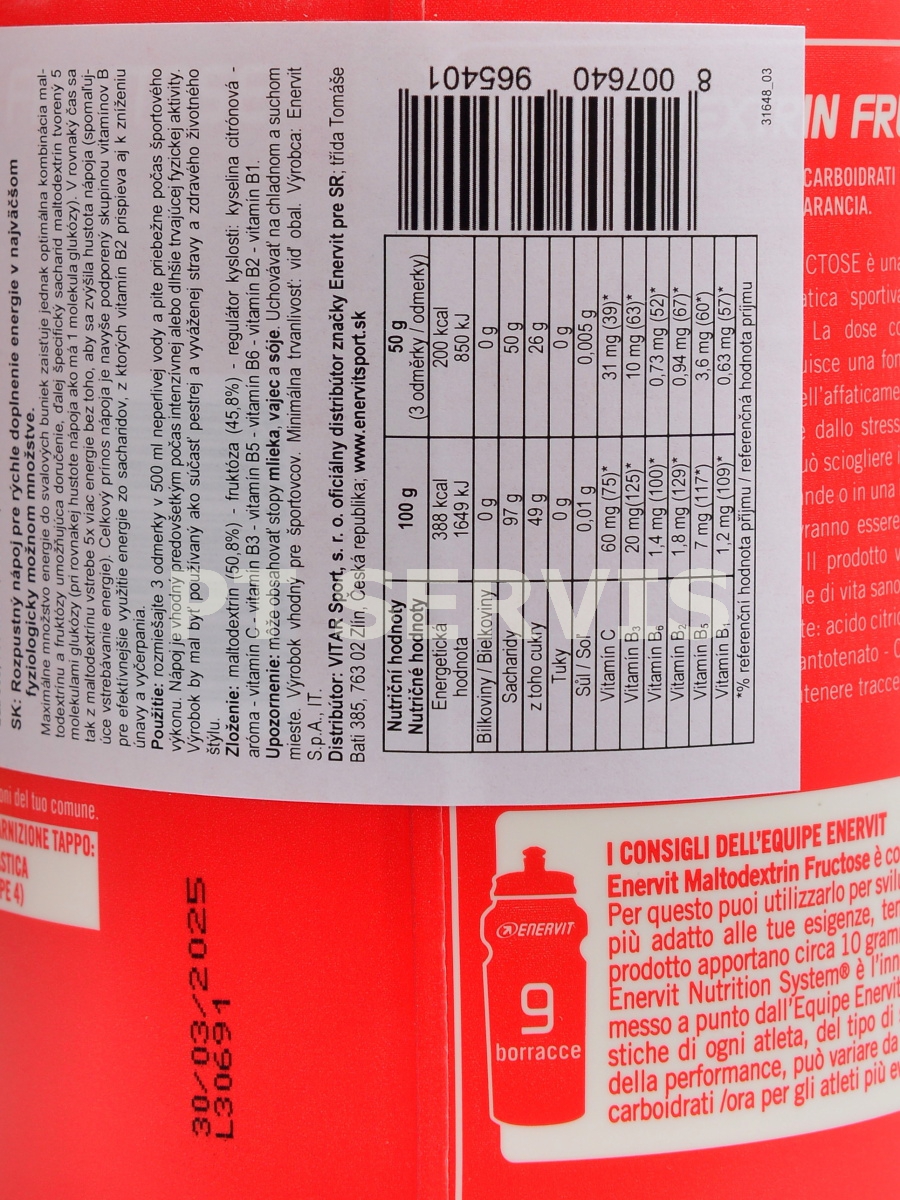 SK: Rozpustný nápoj pre rýchle doplnenie energie v najväčšom
fyziologicky možnom množstve.
Maximálne množstvo energie do svalových buniek zaisťuje jednak optimálna kombinácia mal-
todextrínu a fruktózy umožňujúca doručenie, ďalej špecifický sacharid maltodextrín tvorený 5
molekulami glukózy (pri rovnakej hustote nápoja ako má 1 molekula glukózy). V rovnaký čas sa
tak z maltodextrínu vstrebe 5x viac energie bez toho, aby sa zvýšila hustota nápoja (spomaľuj-
úce vstrebávanie energie). Celkový prínos nápoja je navyše podporený skupinou vitamínov B
pre efektívnejšie využitie energie zo sacharidov, z ktorých vitamín B2 prispieva aj k zníženiu
únavy a vyčerpania.
Použitie: rozmiešajte 3 odmerky v 500 ml neperlivej vody a pite priebežne počas športového
výkonu. Nápoj je vhodný predovšetkým počas intenzívnej alebo dlhšie trvajúcej fyzickej aktivity.
Výrobok by mal byť používaný ako súčasť pestrej a vyváženej stravy a zdravého životného
štýlu.
Zloženie: maltodextrín (50,8%) - fruktóza (45,8%) - regulátor kyslosti: kyselina citrónová -
aróma - vitamín C - vitamín B3 - vitamín B5 - vitamín B6 - vitamín B2 - vitamín B1.
Upozornenie: môže obsahovať stopy mlieka, vajec a sóje. Uchovávať na chladnom a suchom
mieste. Výrobok vhodný pre športovcov. Minimálna trvanlivosť: viď obal. Výrobca: Enervit
S.p.A., IT.
Distribútor: VITAR Sport, s. r. o. oficiálny distribútor značky Enervit pre SR; třída Tomáše
Bati 385, 763 02 Zlín, Česká republika; www.enervitsport.sk
Nutriční hodnoty
Nutričné hodnoty 100 g 50 g
(3 odměrky / odmerky)
Energetická
hodnota 388 kcal
1649 kJ 200 kcal
850 kJ
Bílkoviny / Bielkoviny 0 g 0 g
Sacharidy 97 g 50 g
z toho cukry 49 g 26 g
Tuky 0 g 0 g
Sůl / Soľ 0,01 g 0,005 g
Vitamin C 60 mg (75)* 31 mg (39)*
Vitamin B3 20 mg(125)* 10 mg (63)*
Vitamin B6 1,4 mg (100)* 0,73 mg (52)*
Vitamin B2 1,8 mg (129)* 0,94 mg (67)*
Vitamin B5 7 mg (117*) 3,6 mg (60*)
Vitamin B1 1,2 mg (109)* 0,63 mg (57)*
*% referenční hodnota příjmu / referenčná hodnota príjmu
8 007640 965401
31648_03
PT SERVIS
IN FRU
CARBOIDRATI
ARANCIA.
CTOSE è una
atica sportiva
La dose co
uisce una for
ell'affaticame
dallo stress
uò sciogliere i
nde o in una
ranno essere
Il prodotto v
le di vita sano
te: acido citric
antotenato - C
tenere tracce
oni del tuo comune.
RNIZIONE TAPPO:
STICA
PE 4)
30/03/2025
L30691
ENERVIT
9
borracce
I CONSIGLI DELL'EQUIPE ENERVIT
Enervit Maltodextrin Fructose è co
Per questo puoi utilizzarlo per svilu
più adatto alle tue esigenze, ten
prodotto apportano circa 10 gram
Enervit Nutrition System® è l'inn
messo a punto dall'Equipe Enervit
stiche di ogni atleta, del tipo di
della performance, può variare da
carboidrati /ora per gli atleti più ev